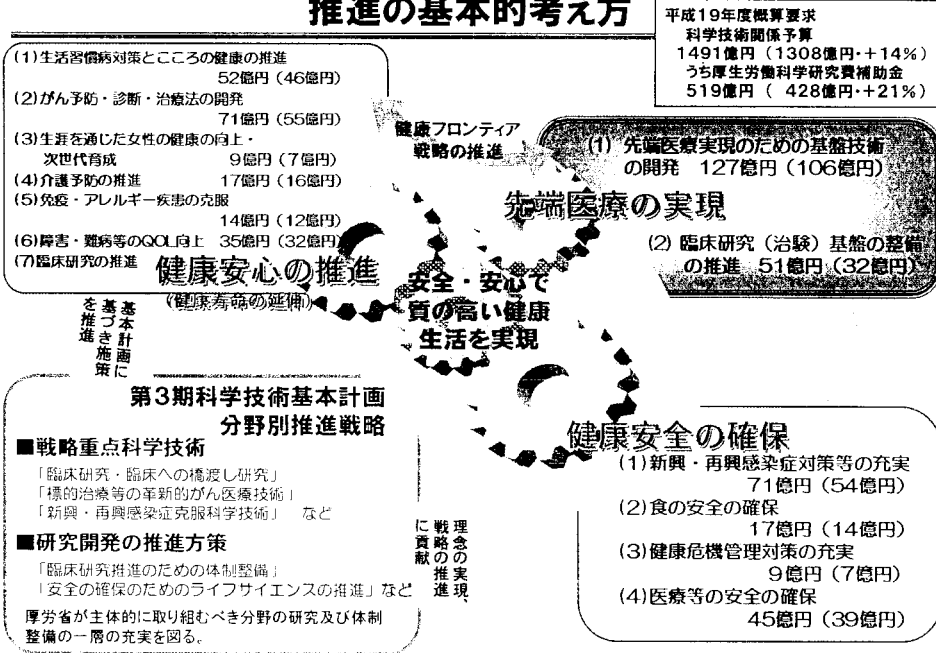 推進の基本的考え方
平成19年度概算要求
科学技術関係予算
1491億円(1308億円・+14%)
うち厚生労働科学研究費補助金
519億円( 428億円・+21%)
(1)生活習慣病対策とこころの健康の推進
52億円(46億円)
(2)がん予防・診断・治療法の開発
71億円(55億円)
(3)生涯を通じた女性の健康の向上・
次世代育成 9億円(7億円)
(4)介護予防の推進 17億円(16億円)
(5)免疫・アレルギー疾患の克服
14億円(12億円)
(6)障害・難病等のQOL向上 35億円(32億円)
(7)臨床研究の推進
健康安心の推進
(健康寿命の延伸)
健康フロンティア
戦略の推進
(1) 先端医療実現のための基盤技術
の開発 127億円(106億円)
先端医療の実現
(2) 臨床研究(治験)基盤の整備
の推進 51億円(32億円)
安全・安心で
質の高い健康
生活を実現
基本計画に
基づき施策
を推進
第3期科学技術基本計画
分野別推進戦略
■戦略重点科学技術
「臨床研究・臨床への橋渡し研究」
「標的治療等の革新的がん医療技術」
「新興・再興感染症克服科学技術」 など
■研究開発の推進方策
「臨床研究推進のための体制整備」
「安全の確保のためのライフサイエンスの推進」など
厚労省が主体的に取り組むべき分野の研究及び体制
整備の一層の充実を図る。
理念の実現、
戦略の推進
に貢献
健康安全の確保
(1)新興・再興感染症対策等の充実
71億円(54億円)
(2)食の安全の確保
17億円(14億円)
(3)健康危機管理対策の充実
9億円(7億円)
(4)医療等の安全の確保
45億円(39億円)